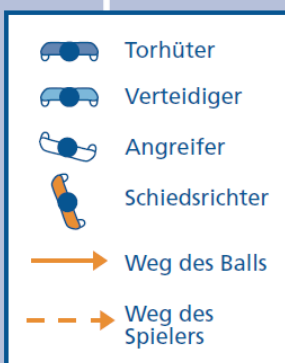 Torhüter
Verteidiger
Angreifer
Schiedsrichter
Weg des Balls
Weg des
Spielers